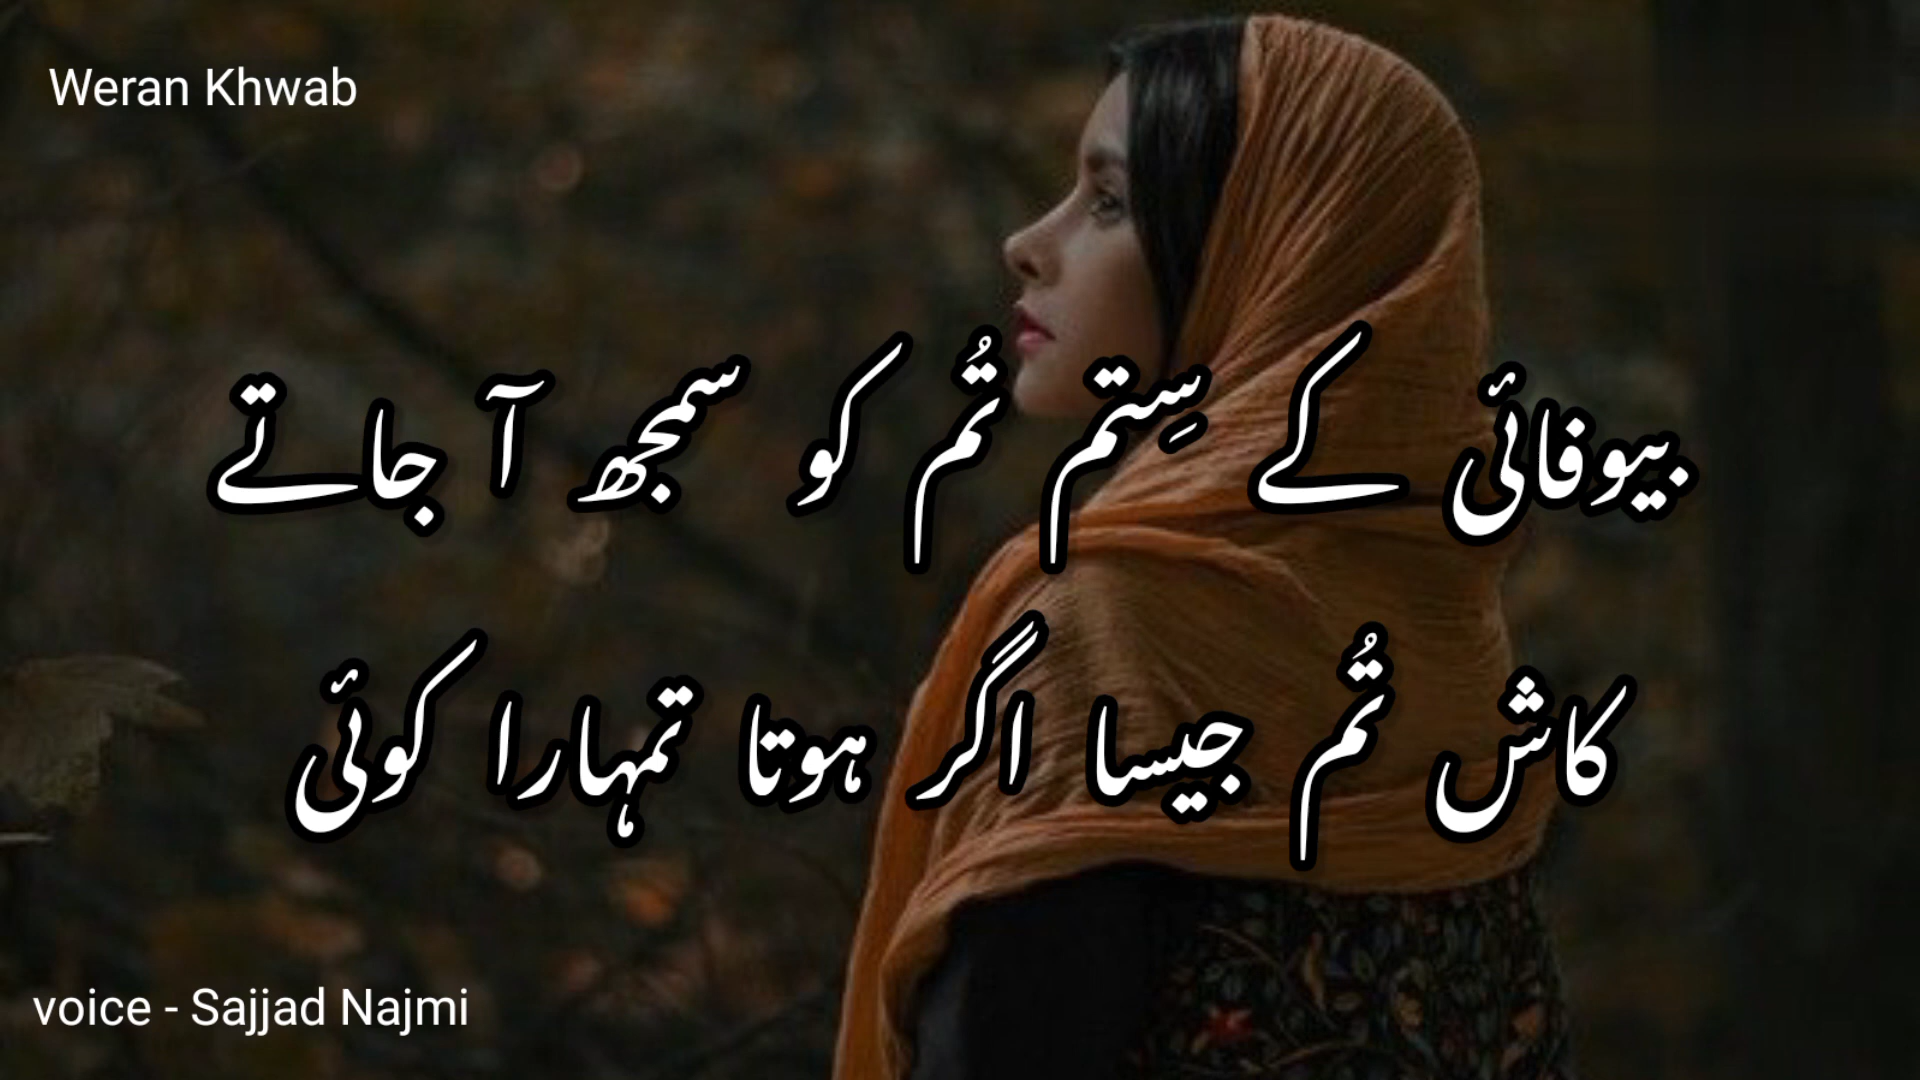 Weran Khwab
بیوفائی کے سِتم تُم کو سمجھ آ جاتے
کاش تُم جیسا اگر ہوتا تمہارا کوئی
voice - Sajjad Najmi